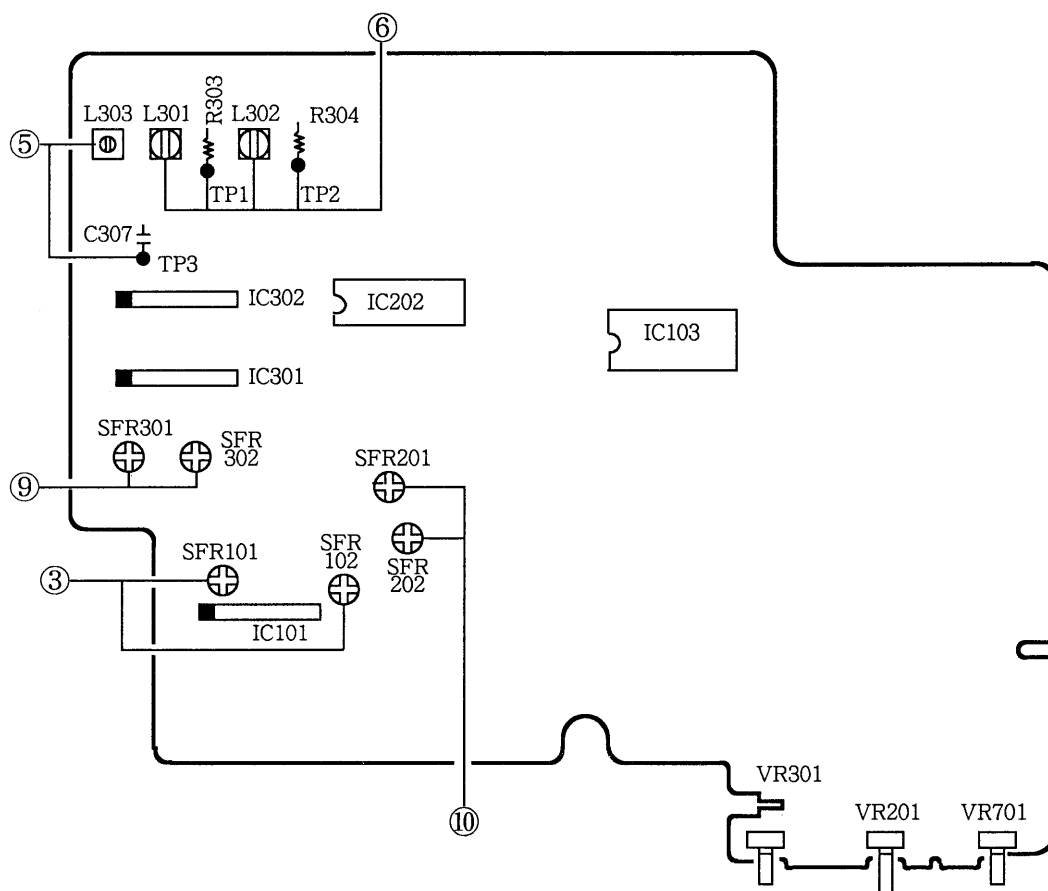 ⑥
L303 L301 R303 L302 R304
⑤
TP1 TP2
C307
TP3
IC302
IC202
IC103
IC301
SFR301
SFR
302
SFR201
⑨
SFR101
SFR
102
SFR
202
③
IC101
VR301
VR201
VR701
⑩